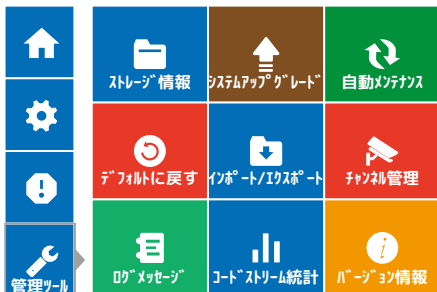 ｽﾄﾚｰｼﾞ情報
ｼｽﾃﾑｱｯﾌﾟｸﾞﾚｰﾄﾞ
自動ﾒﾝﾃﾅﾝｽ
ﾃﾞﾌｫﾙﾄに戻す
ｲﾝﾎﾟｰﾄ/ｴｸｽﾎﾟｰﾄ
ﾁｬﾝﾈﾙ管理
管理ﾂｰﾙ
ﾛｸﾞﾒｯｾｰｼﾞ
ｺｰﾄﾞｽﾄﾘｰﾑ統計
ﾊﾞｰｼﾞｮﾝ情報